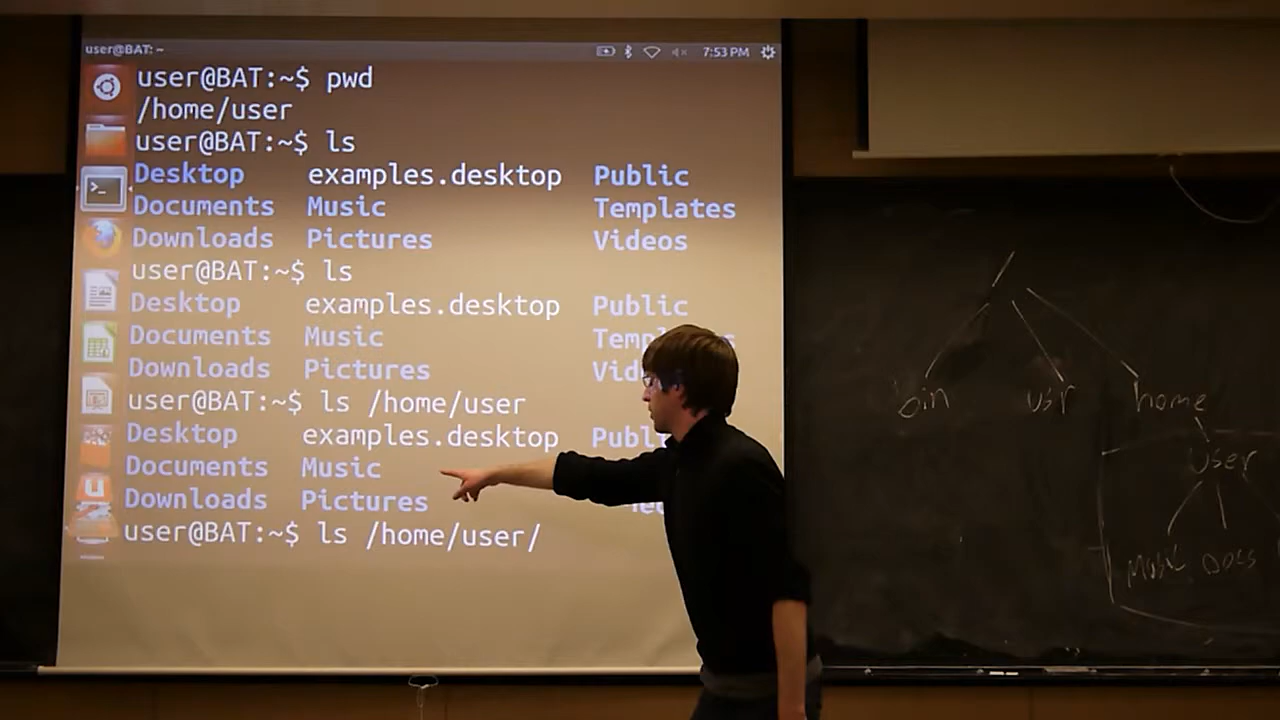 user@BAT: ~ 7:53 PM
user@BAT:~$ pwd
/home/user
user@BAT:~$ ls
Desktop examples.desktop Public
Documents Music Templates
Downloads Pictures Videos
user@BAT:~$ ls
Desktop examples.desktop Public
Documents Music
Downloads Pictures
user@BAT:~$ ls /home/user
Desktop examples.desktop
Documents Music
Downloads Pictures
user@BAT:~$ ls /home/user/
/
bin usr home
user
Music Docs